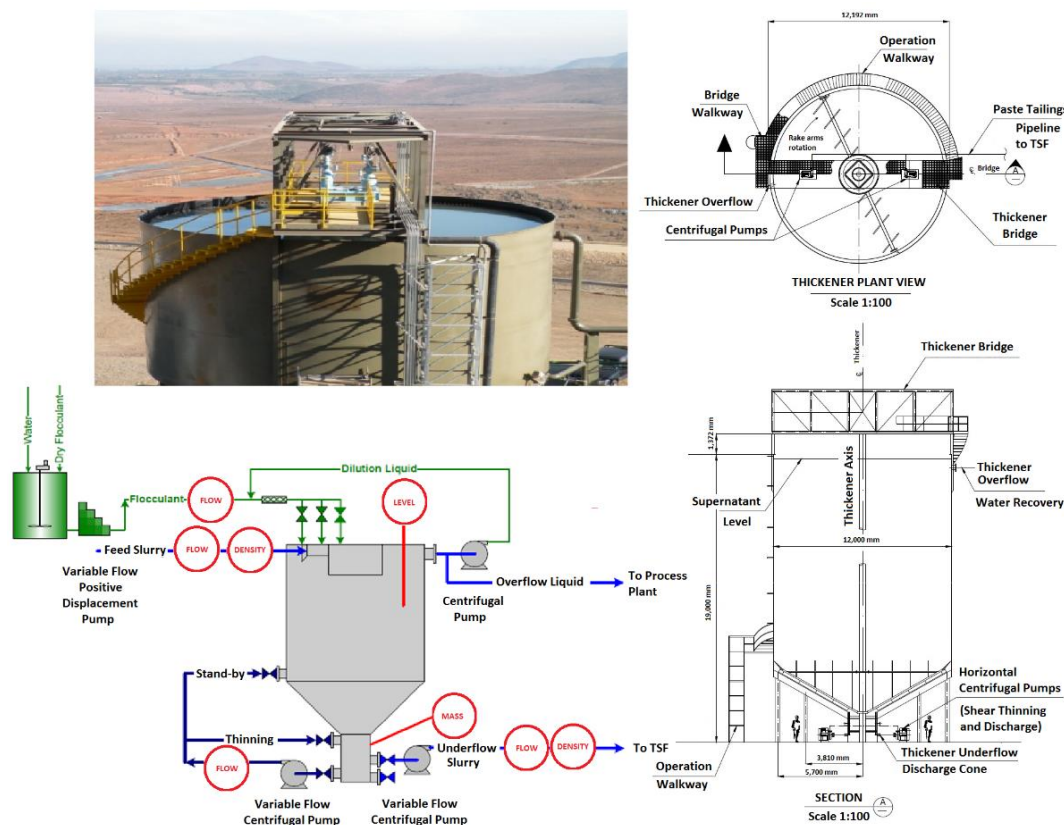 12,192 mm
Operation
Walkway
Bridge
Walkway
Paste Tailings
Pipeline
to TSF
Rake arms
rotation
℄ Bridge
A
Thickener Overflow
Centrifugal Pumps
Thickener
Bridge
THICKENER PLANT VIEW
Scale 1:100
Water
Dry Flocculant
Flocculant
FLOW
Dilution Liquid
LEVEL
Feed Slurry
FLOW
DENSITY
Variable Flow
Positive
Displacement
Pump
Centrifugal
Pump
Overflow Liquid
To Process
Plant
Stand-by
Thinning
FLOW
MASS
Underflow
Slurry
FLOW
DENSITY
To TSF
Variable Flow
Centrifugal Pump
Variable Flow
Centrifugal Pump
℄ Thickener
Thickener Bridge
1,372 mm
Thickener Axis
Supernatant
Level
Thickener
Overflow
Water Recovery
12,000 mm
19,000 mm
Horizontal
Centrifugal Pumps
(Shear Thinning
and Discharge)
Thickener Underflow
Discharge Cone
Operation
Walkway
3,810 mm
5,700 mm
SECTION
A
Scale 1:100